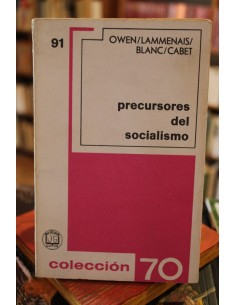 91
OWEN/LAMMENAIS/
BLANC/CABET
precursores
del
socialismo
colección 70